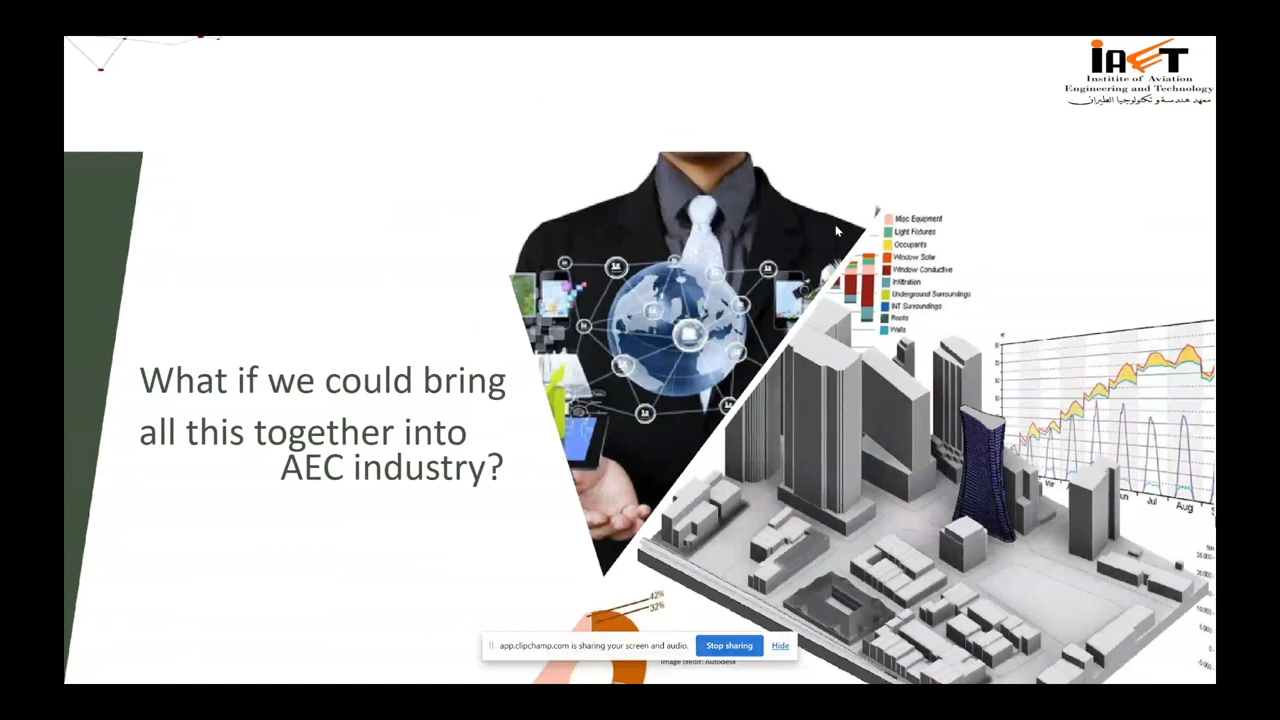 IAET
Institite of Aviation
Engineering and Technology
معهد هندسة و تكنولوجيا الطيران
Misc Equipment
Light Fixtures
Occupants
Window Solar
Window Conductive
Infiltration
Underground Surroundings
INT Surroundings
Roofs
Walls
What if we could bring
all this together into
AEC industry?
Jul
Aug
42%
32%
app.clipchamp.com is sharing your screen and audio.
Stop sharing
Hide
Image credit: Autodesk